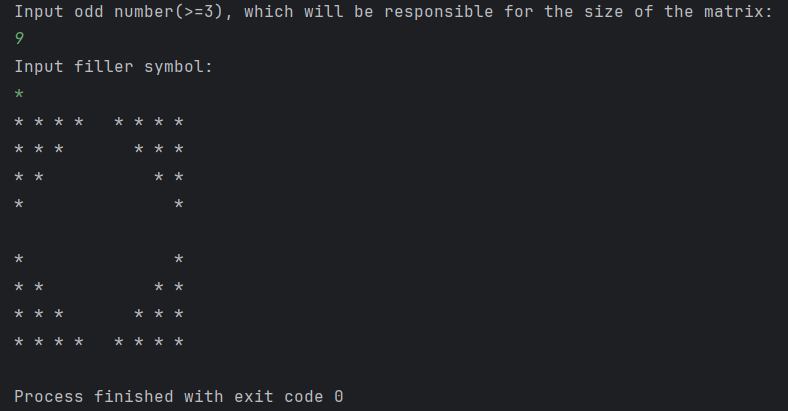 Input odd number(>=3), which will be responsible for the size of the matrix:
9
Input filler symbol:
*
* * * *   * * * *
* * *       * * *
* *           * *
*               *

*               *
* *           * *
* * *       * * *
* * * *   * * * *

Process finished with exit code 0